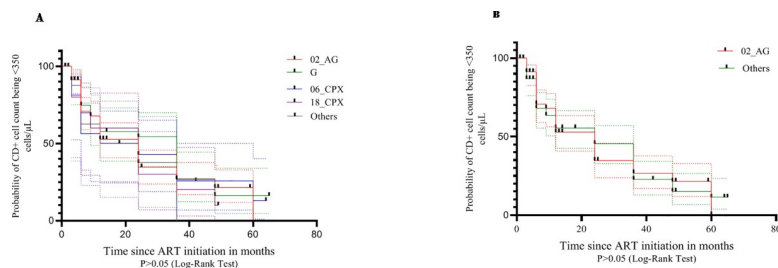 A
Probability of CD+ cell count being <350
cells/µL
100
50
0
0
20
40
60
80
02_AG
G
06_CPX
18_CPX
Others
Time since ART initiation in months
P>0.05 (Log-Rank Test)
B
Probability of CD+ cell count being <350
cells/µL
100
50
0
0
20
40
60
80
02_AG
Others
Time since ART initiation in months
P>0.05 (Log-Rank Test)